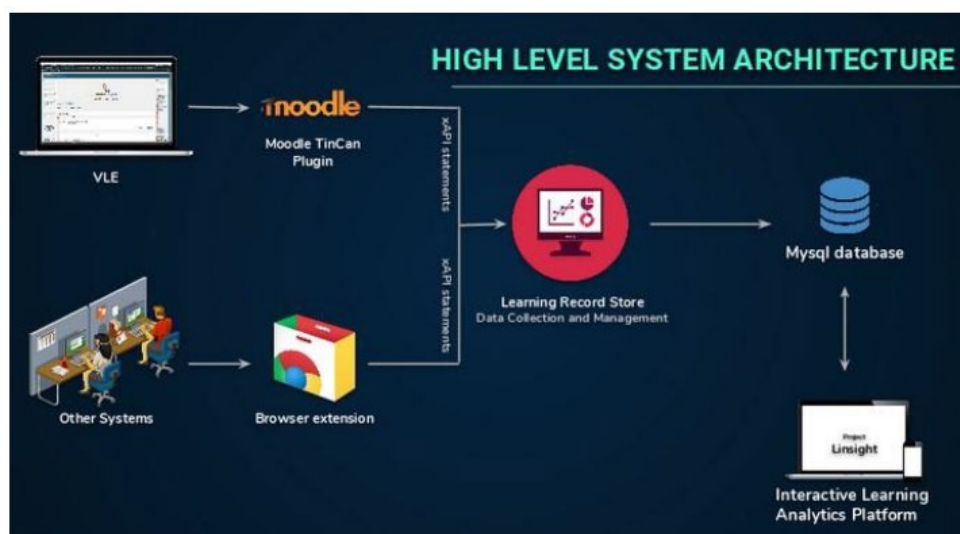 HIGH LEVEL SYSTEM ARCHITECTURE
moodle
Moodle TinCan
Plugin
VLE
xAPI statements
xAPI statements
Learning Record Store
Data Collection and Management
Mysql database
Other Systems
Browser extension
Project
Linsight
Interactive Learning
Analytics Platform